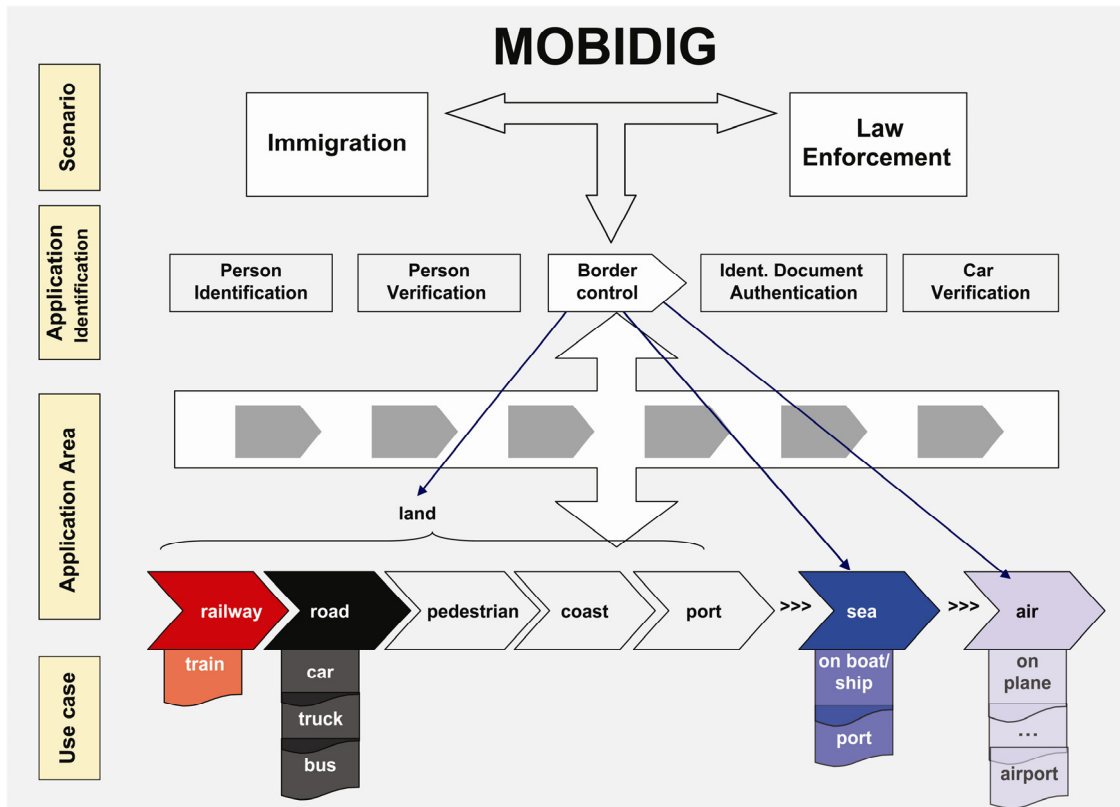 MOBIDIG
Scenario
Immigration
Law
Enforcement
Application
Identification
Person
Identification
Person
Verification
Border
control
Ident. Document
Authentication
Car
Verification
Application Area
land
railway
road
pedestrian
coast
port
>>>
sea
>>>
air
Use case
train
car
truck
bus
on boat/
ship
port
on
plane
...
airport